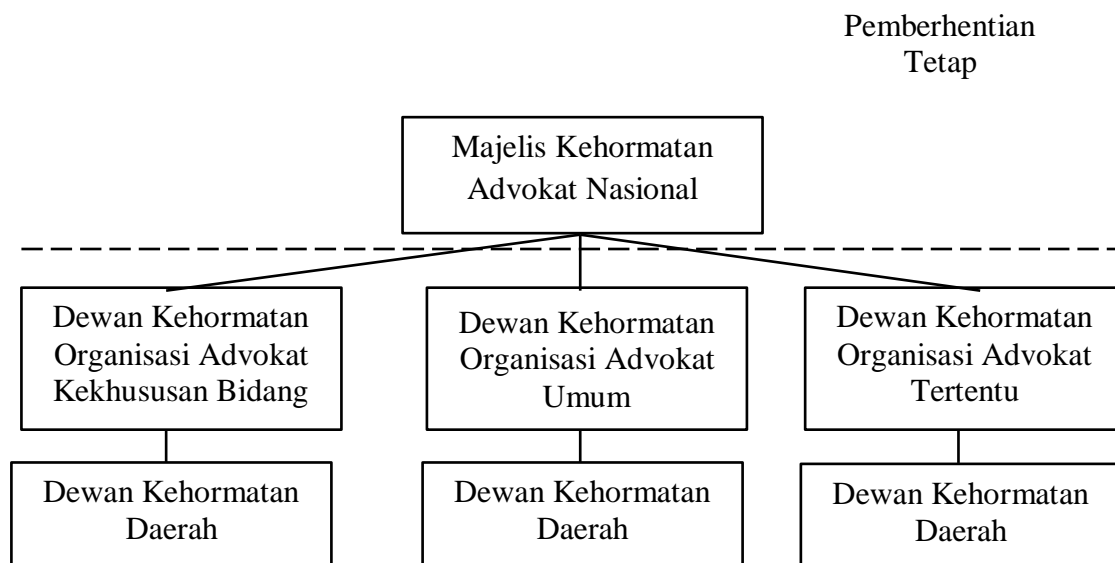 Pemberhentian
Tetap
Majelis Kehormatan
Advokat Nasional
Dewan Kehormatan
Organisasi Advokat
Kekhususan Bidang
Dewan Kehormatan
Organisasi Advokat
Umum
Dewan Kehormatan
Organisasi Advokat
Tertentu
Dewan Kehormatan
Daerah
Dewan Kehormatan
Daerah
Dewan Kehormatan
Daerah